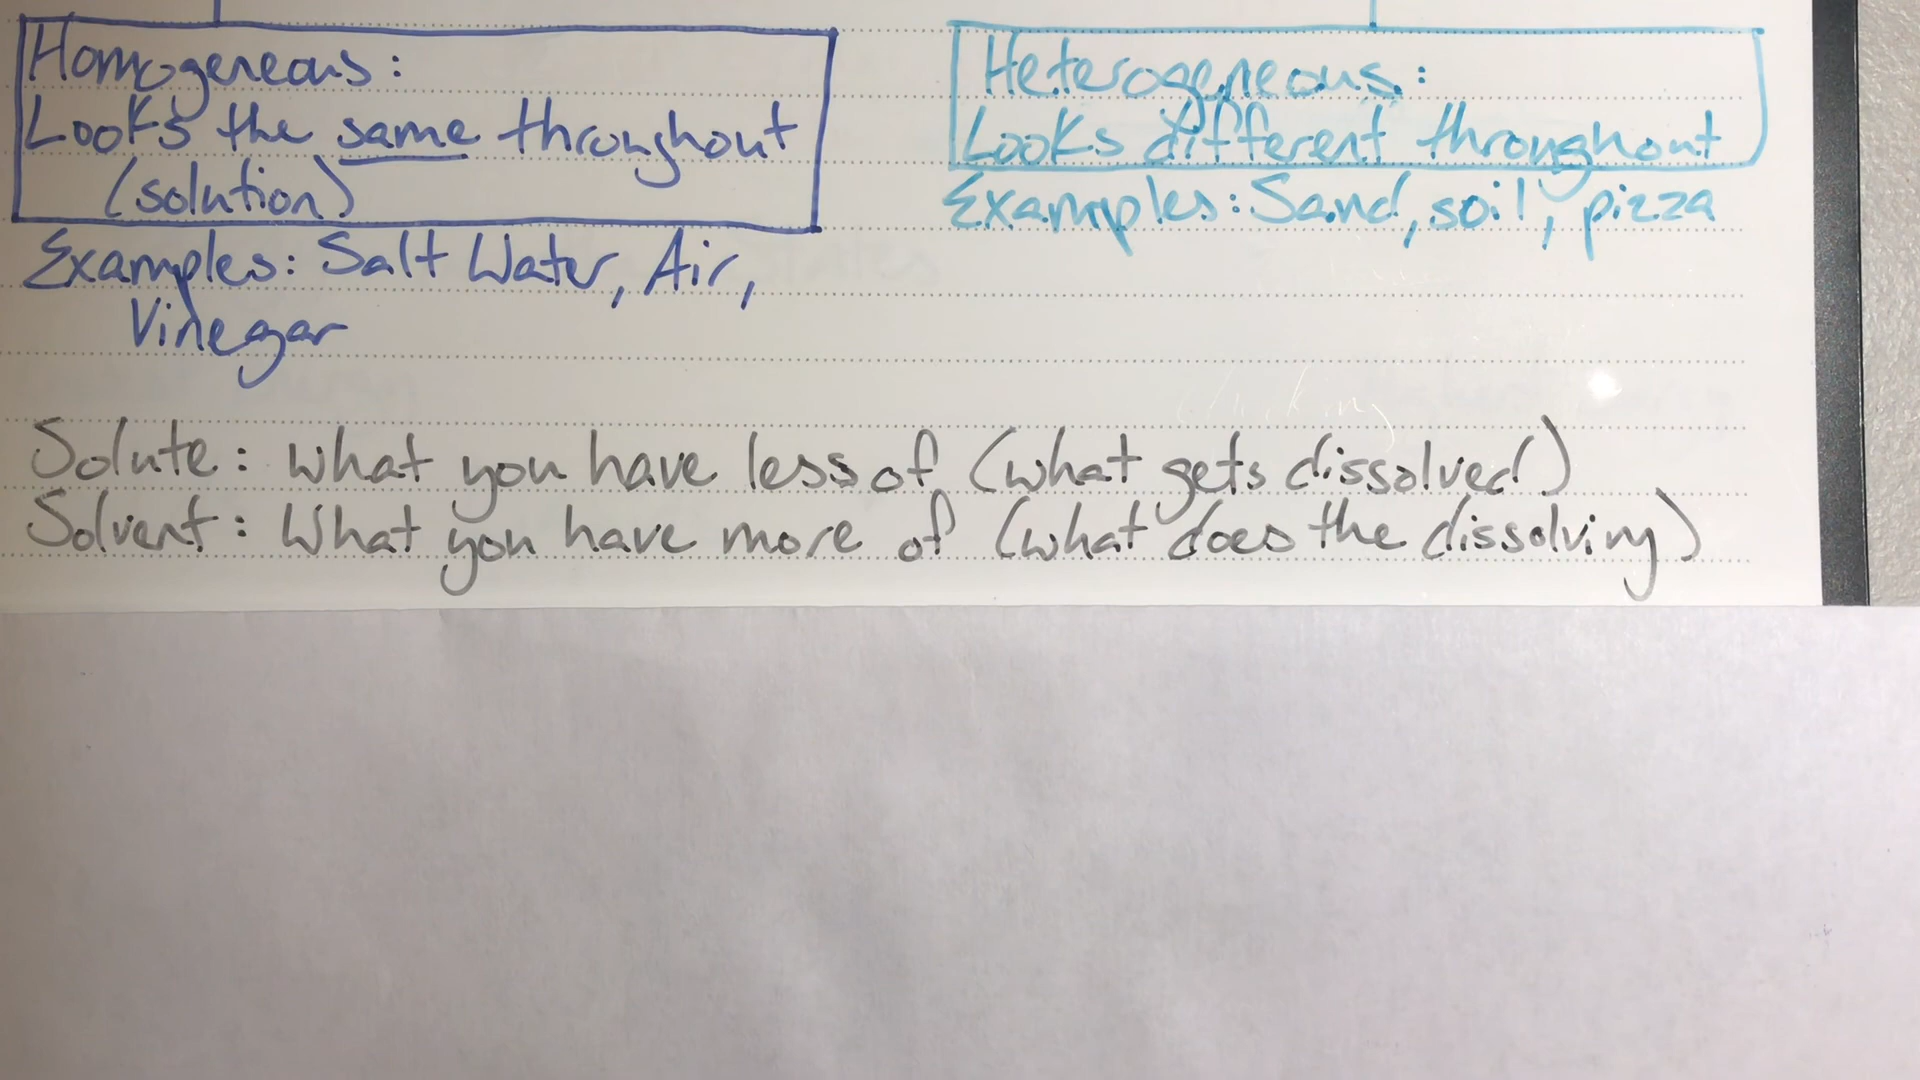 Homogeneous:
Looks the same throughout
(solution)
Examples: Salt Water, Air,
Vinegar
Heterogeneous:
Looks different throughout
Examples: Sand, soil, pizza
Solute: what you have less of (what gets dissolved)
Solvent: What you have more of (what does the dissolving)